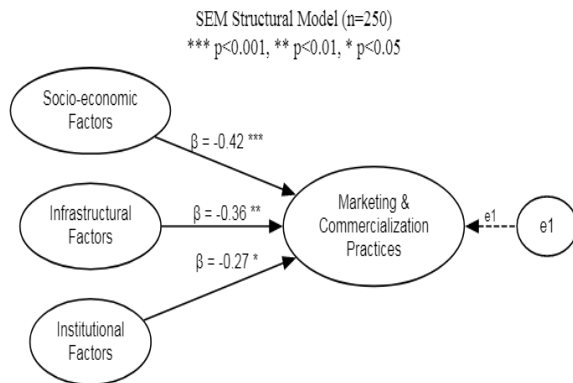 SEM Structural Model (n=250)
*** p<0.001, ** p<0.01, * p<0.05
Socio-economic
Factors
β = -0.42 ***
Infrastructural
Factors
β = -0.36 **
Marketing &
Commercialization
Practices
e1
e1
β = -0.27 *
Institutional
Factors